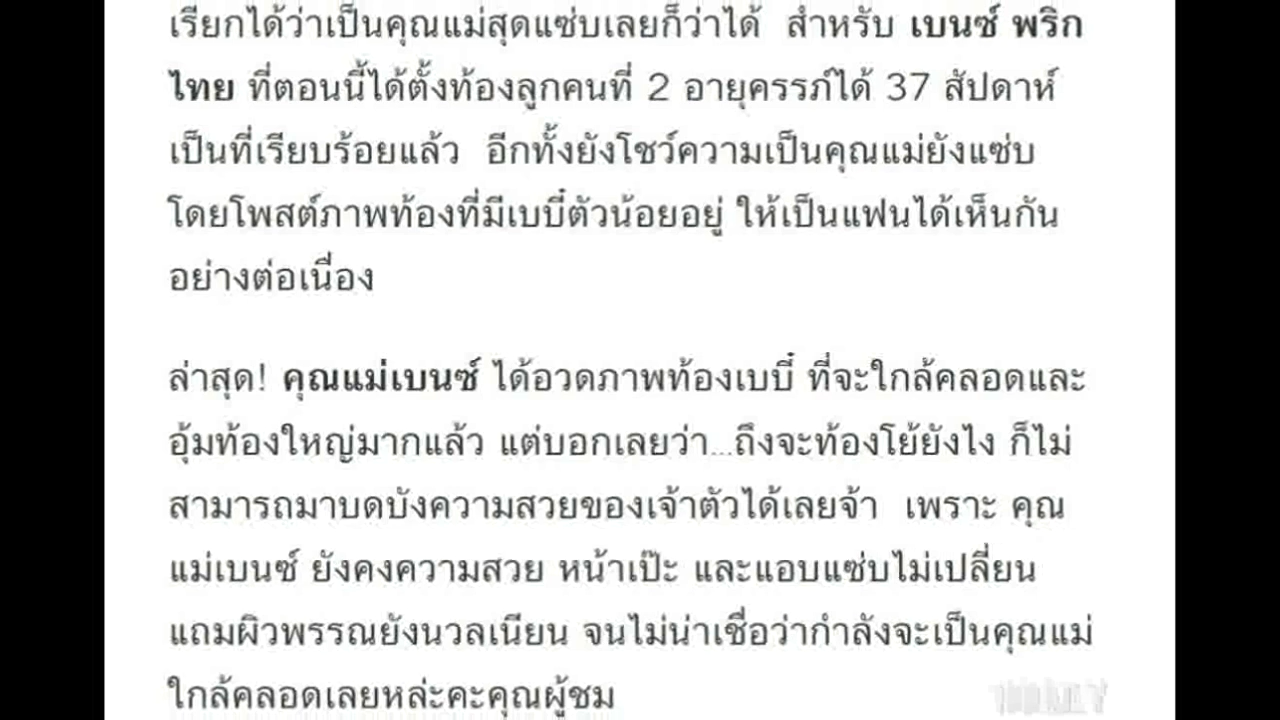 เรียกได้ว่าเป็นคุณแม่สุดแซ่บเลยก็ว่าได้ สำหรับ เบนซ์ พริก
ไทย ที่ตอนนี้ได้ตั้งท้องลูกคนที่ 2 อายุครรภ์ได้ 37 สัปดาห์
เป็นที่เรียบร้อยแล้ว อีกทั้งยังโชว์ความเป็นคุณแม่ยังแซ่บ
โดยโพสต์ภาพท้องที่มีเบบี๋ตัวน้อยอยู่ ให้เป็นแฟนได้เห็นกัน
อย่างต่อเนื่อง
ล่าสุด! คุณแม่เบนซ์ ได้อวดภาพท้องเบบี๋ ที่จะใกล้คลอดและ
อุ้มท้องใหญ่มากแล้ว แต่บอกเลยว่า...ถึงจะท้องโย้ยังไง ก็ไม่
สามารถมาบดบังความสวยของเจ้าตัวได้เลยจ้า เพราะ คุณ
แม่เบนซ์ ยังคงความสวย หน้าเป๊ะ และแอบแซ่บไม่เปลี่ยน
แถมผิวพรรณยังนวลเนียน จนไม่น่าเชื่อว่ากำลังจะเป็นคุณแม่
ใกล้คลอดเลยหล่ะคะคุณผู้ชม